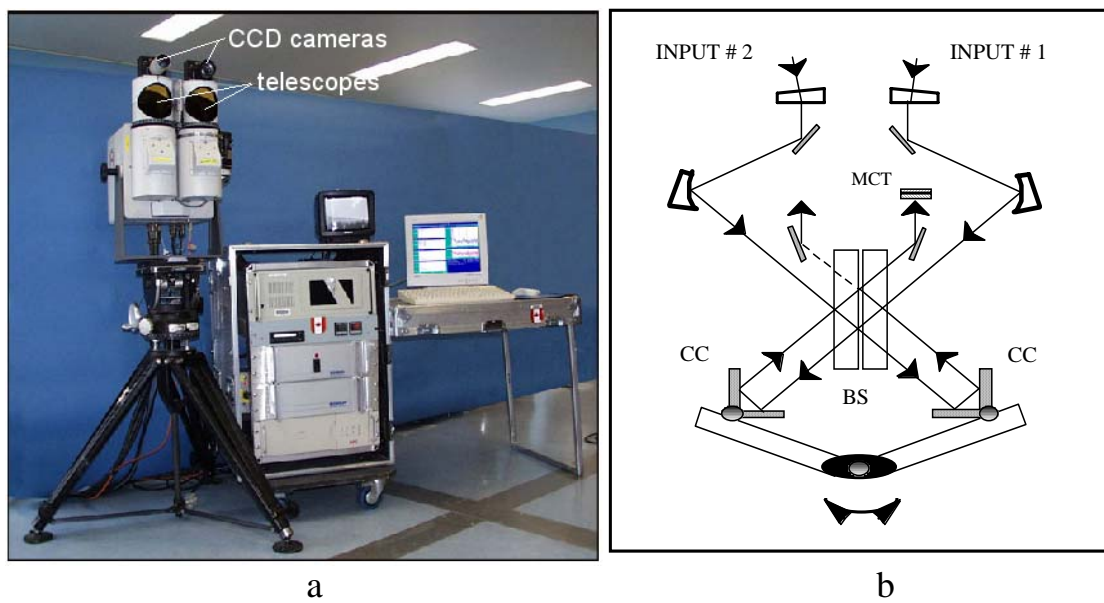 CCD cameras
telescopes
INPUT # 2
INPUT # 1
MCT
CC
CC
BS
a
b